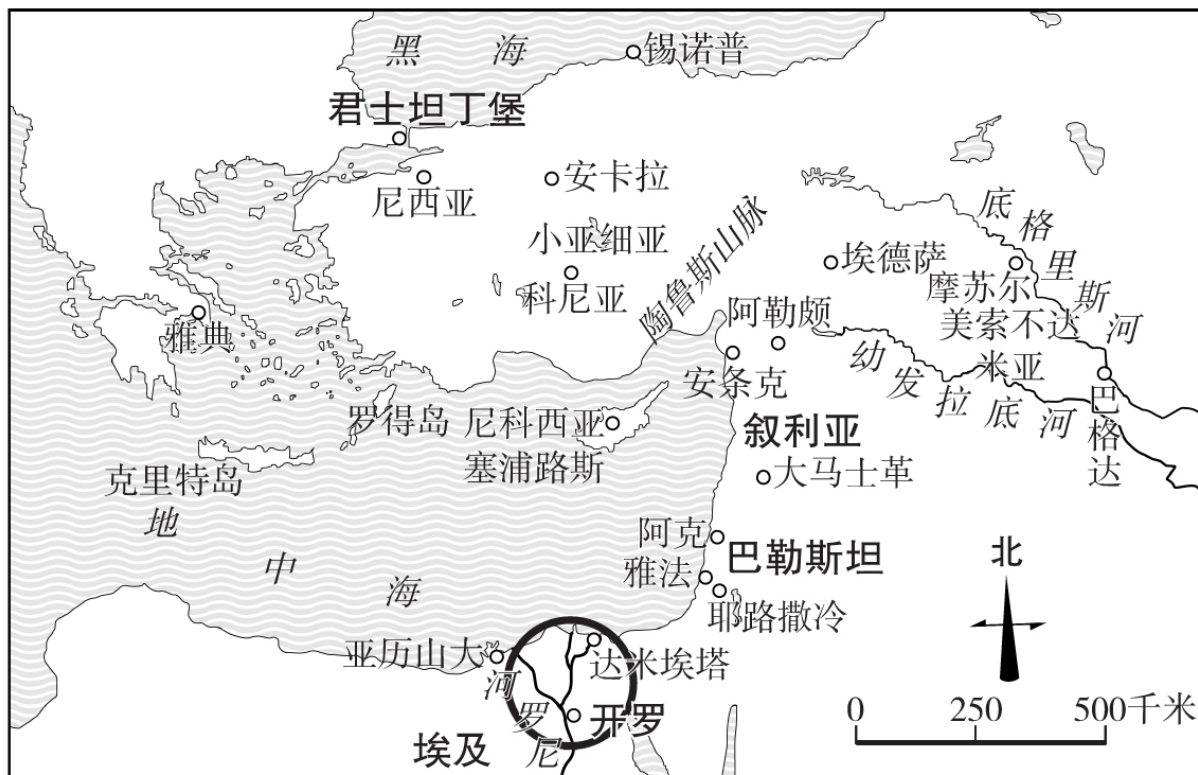 黑海
锡诺普
君士坦丁堡
尼西亚
安卡拉
小亚细亚
科尼亚
陶鲁斯山脉
埃德萨
底格里斯河
摩苏尔
美索不达
米亚
雅典
阿勒颇
安条克
幼发拉底河
巴格达
罗得岛
尼科西亚
塞浦路斯
叙利亚
克里特岛
大马士革
地中海
阿克
巴勒斯坦
雅法
耶路撒冷
北
亚历山大
达米埃塔
河罗尼
开罗
埃及
0 250 500千米